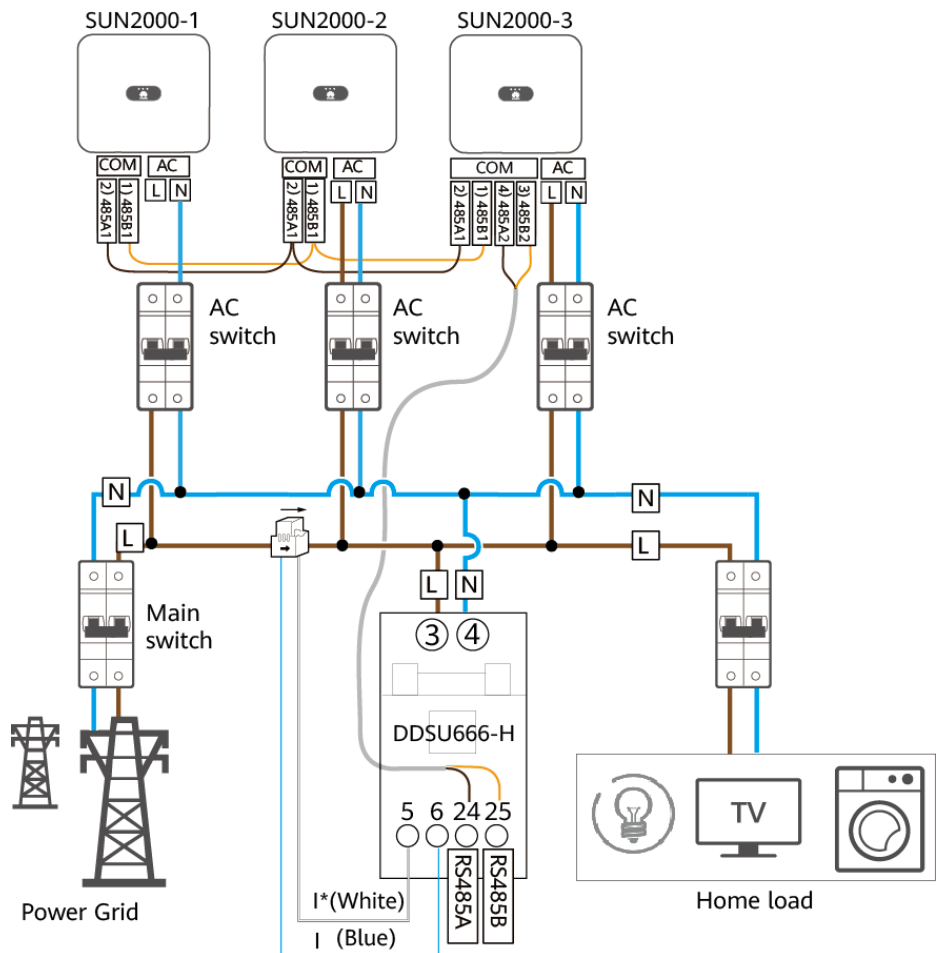 SUN2000-1
SUN2000-2
SUN2000-3
COM
AC
COM
AC
COM
AC
2) 485A1
1) 485B1
L
N
2) 485A1
1) 485B1
L
N
2) 485A1
1) 485B1
4) 485A2
3) 485B2
L
N
AC
switch
AC
switch
AC
switch
N
N
L
L
Main
switch
L
N
3
4
DDSU666-H
5
6
24
25
RS485A
RS485B
I*(White)
I (Blue)
Power Grid
TV
Home load